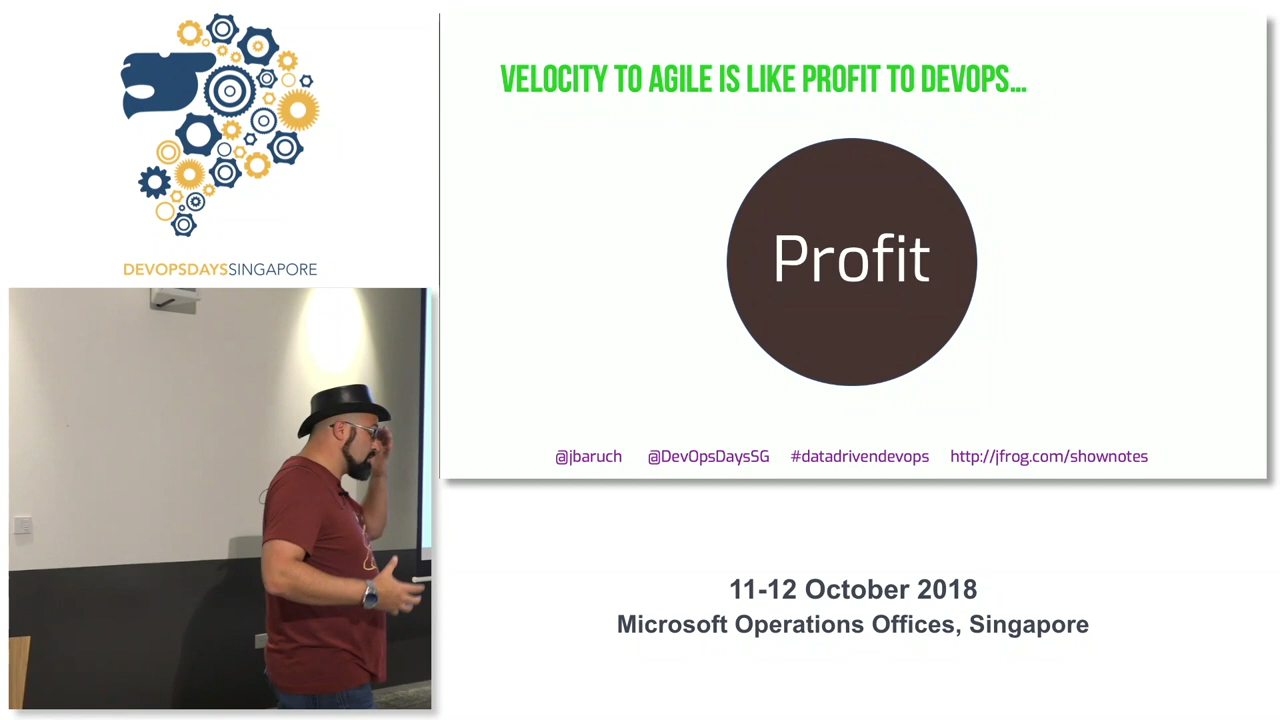 DEVOPSDAYSSINGAPORE
VELOCITY TO AGILE IS LIKE PROFIT TO DEVOPS...
Profit
@jbaruch @DevOpsDaysSG #datadrivendevops http://jfrog.com/shownotes
11-12 October 2018
Microsoft Operations Offices, Singapore